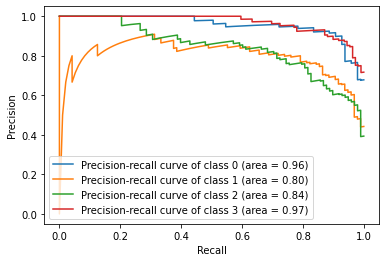 1.0
0.8
0.6
0.4
0.2
0.0
Precision
Precision-recall curve of class 0 (area = 0.96)
Precision-recall curve of class 1 (area = 0.80)
Precision-recall curve of class 2 (area = 0.84)
Precision-recall curve of class 3 (area = 0.97)
0.0 0.2 0.4 0.6 0.8 1.0
Recall